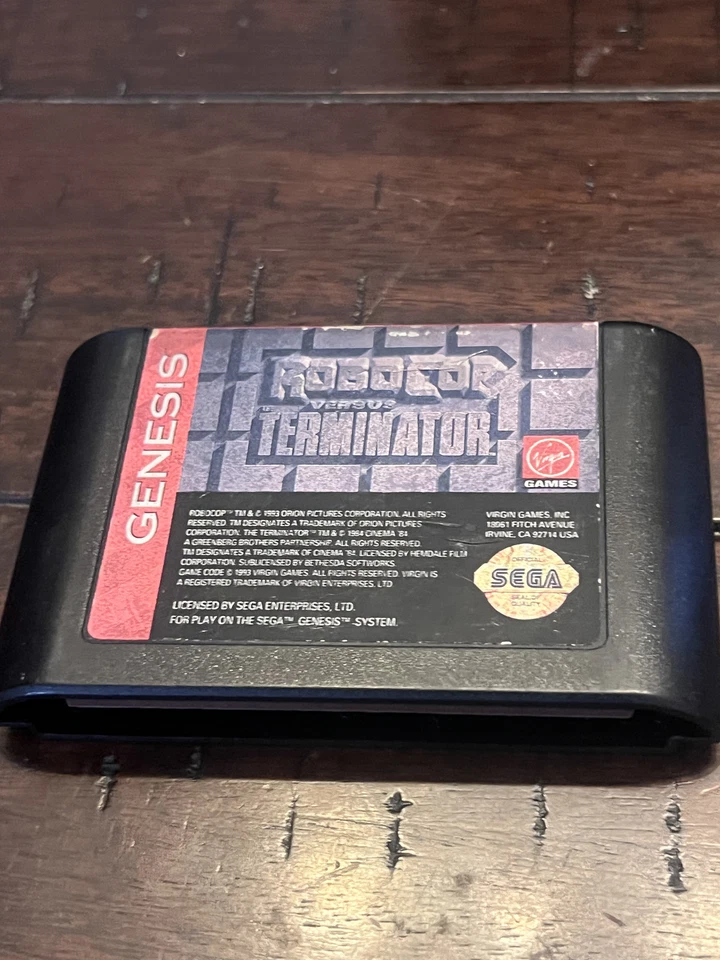 GENESIS
ROBOCOP
VERSUS
TERMINATOR
Virgin
GAMES
ROBOCOP™ TM & © 1993 ORION PICTURES CORPORATION. ALL RIGHTS
RESERVED. TM DESIGNATES A TRADEMARK OF ORION PICTURES
CORPORATION. THE TERMINATOR™ TM & © 1984 CINEMA '84
A GREENBERG BROTHERS PARTNERSHIP. ALL RIGHTS RESERVED.
TM DESIGNATES A TRADEMARK OF CINEMA '84. LICENSED BY HEMDALE FILM
CORPORATION. SUBLICENSED BY BETHESDA SOFTWORKS.
GAME CODE © 1993 VIRGIN GAMES. ALL RIGHTS RESERVED. VIRGIN IS
A REGISTERED TRADEMARK OF VIRGIN ENTERPRISES, LTD
LICENSED BY SEGA ENTERPRISES, LTD.
FOR PLAY ON THE SEGA™ GENESIS™ SYSTEM.
VIRGIN GAMES, INC
18061 FITCH AVENUE
IRVINE, CA 92714 USA
OFFICIAL
SEGA
SEAL OF
QUALITY